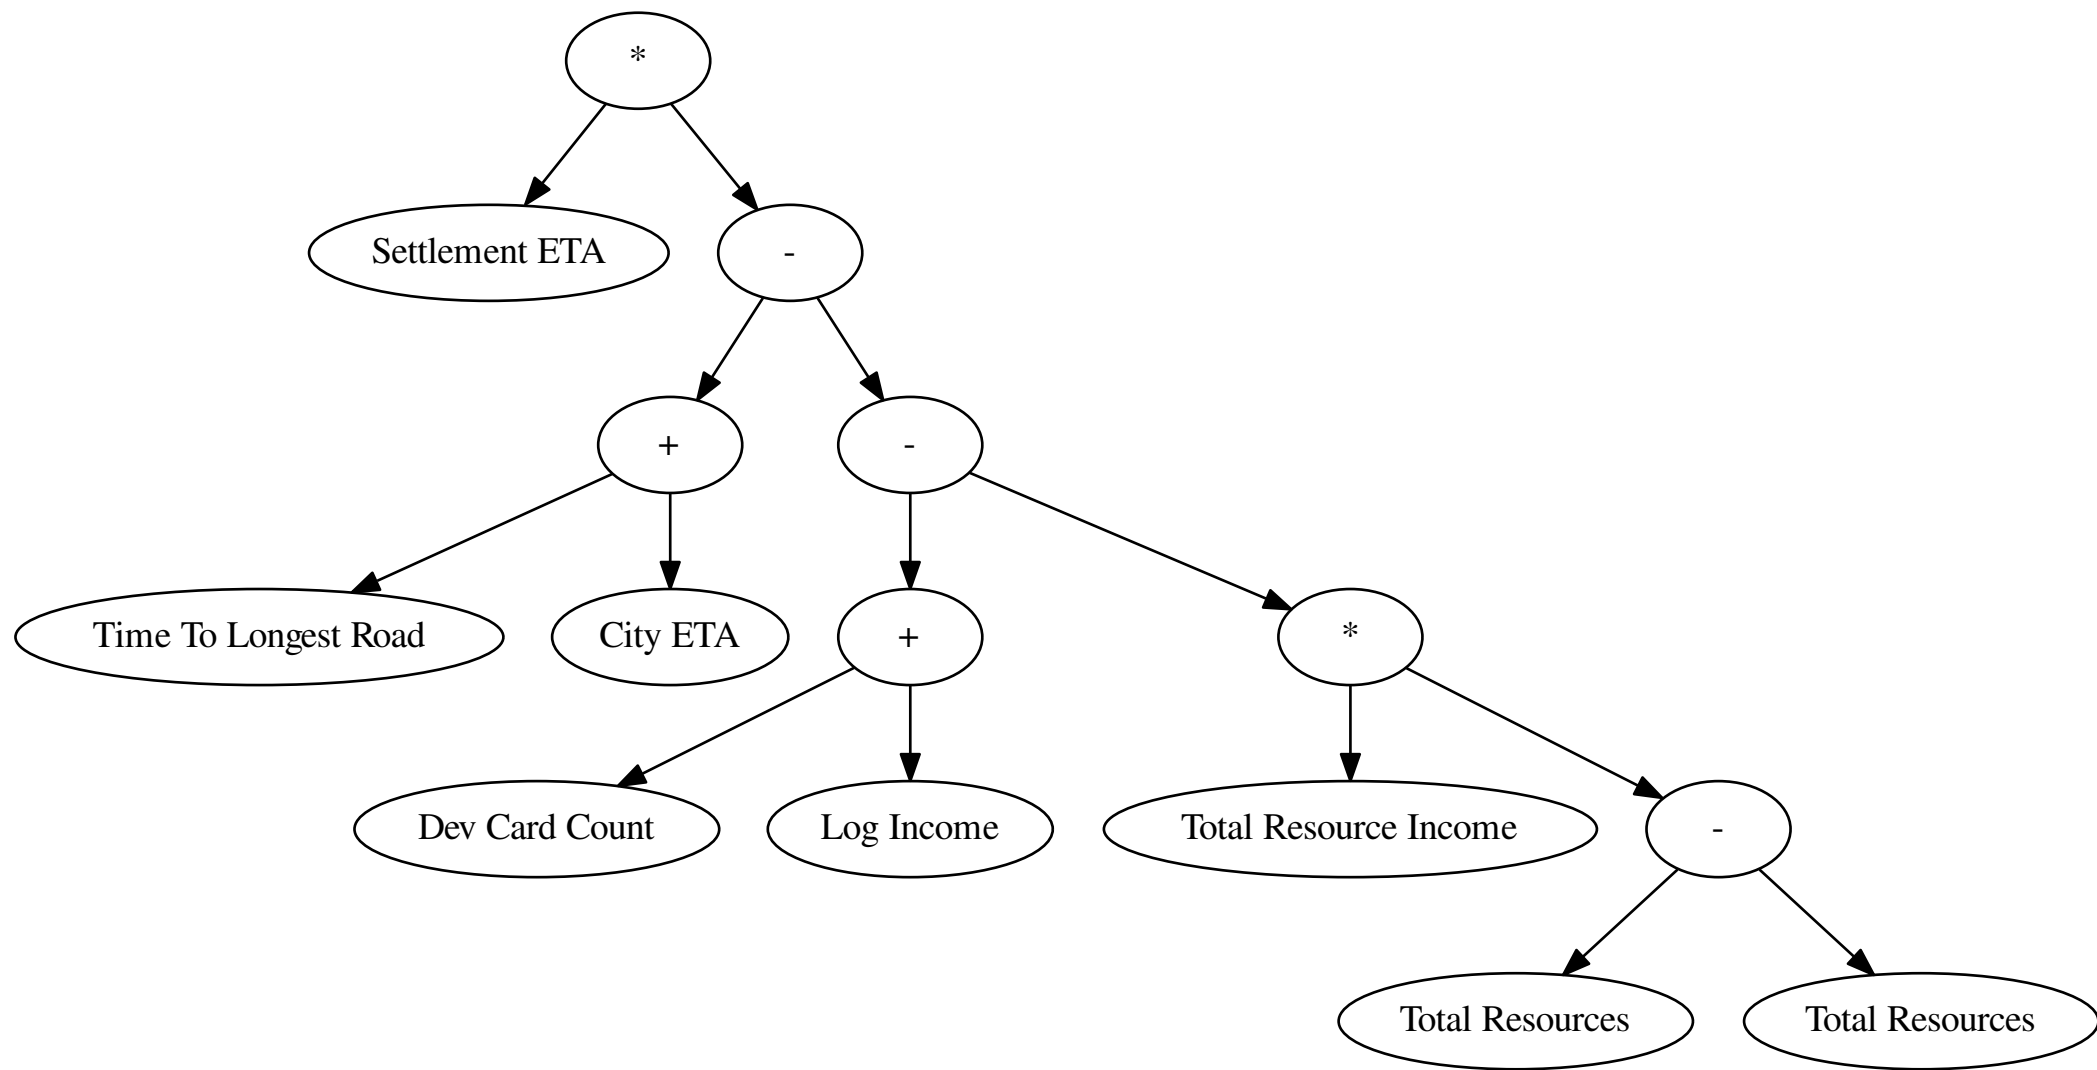 *
Settlement ETA
-
+
-
Time To Longest Road
City ETA
+
*
Dev Card Count
Log Income
Total Resource Income
-
Total Resources
Total Resources